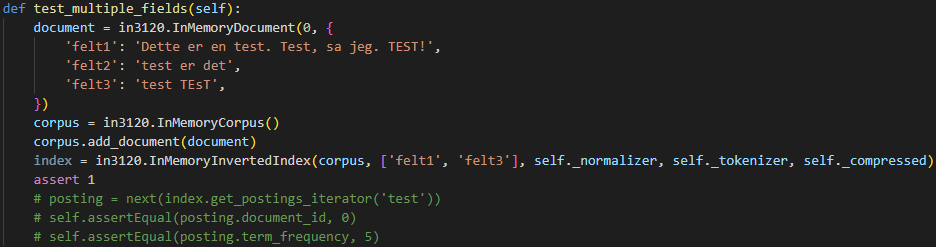 def test_multiple_fields(self):
    document = in3120.InMemoryDocument(0, {
        'felt1': 'Dette er en test. Test, sa jeg. TEST!',
        'felt2': 'test er det',
        'felt3': 'test TEsT',
    })
    corpus = in3120.InMemoryCorpus()
    corpus.add_document(document)
    index = in3120.InMemoryInvertedIndex(corpus, ['felt1', 'felt3'], self._normalizer, self._tokenizer, self._compressed)
    assert 1
    # posting = next(index.get_postings_iterator('test'))
    # self.assertEqual(posting.document_id, 0)
    # self.assertEqual(posting.term_frequency, 5)